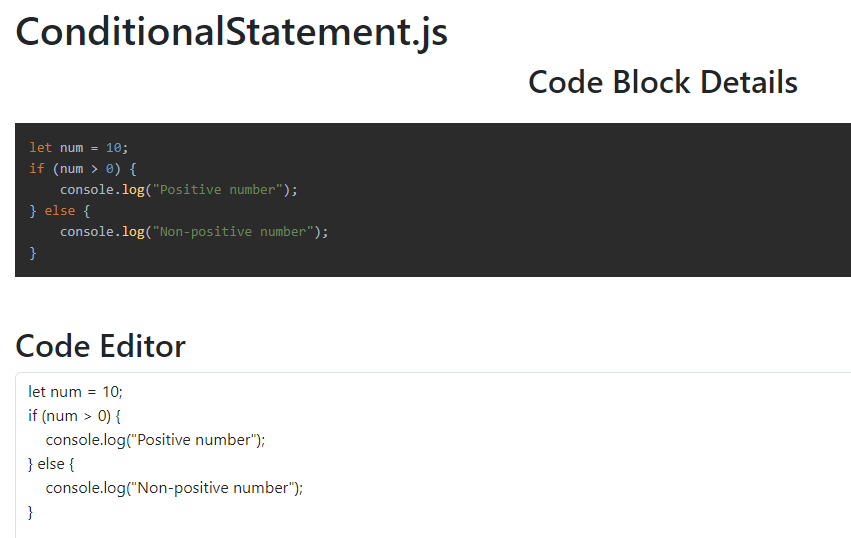 ConditionalStatement.js
Code Block Details
let num = 10;
if (num > 0) {
    console.log("Positive number");
} else {
    console.log("Non-positive number");
}
Code Editor
let num = 10;
if (num > 0) {
    console.log("Positive number");
} else {
    console.log("Non-positive number");
}